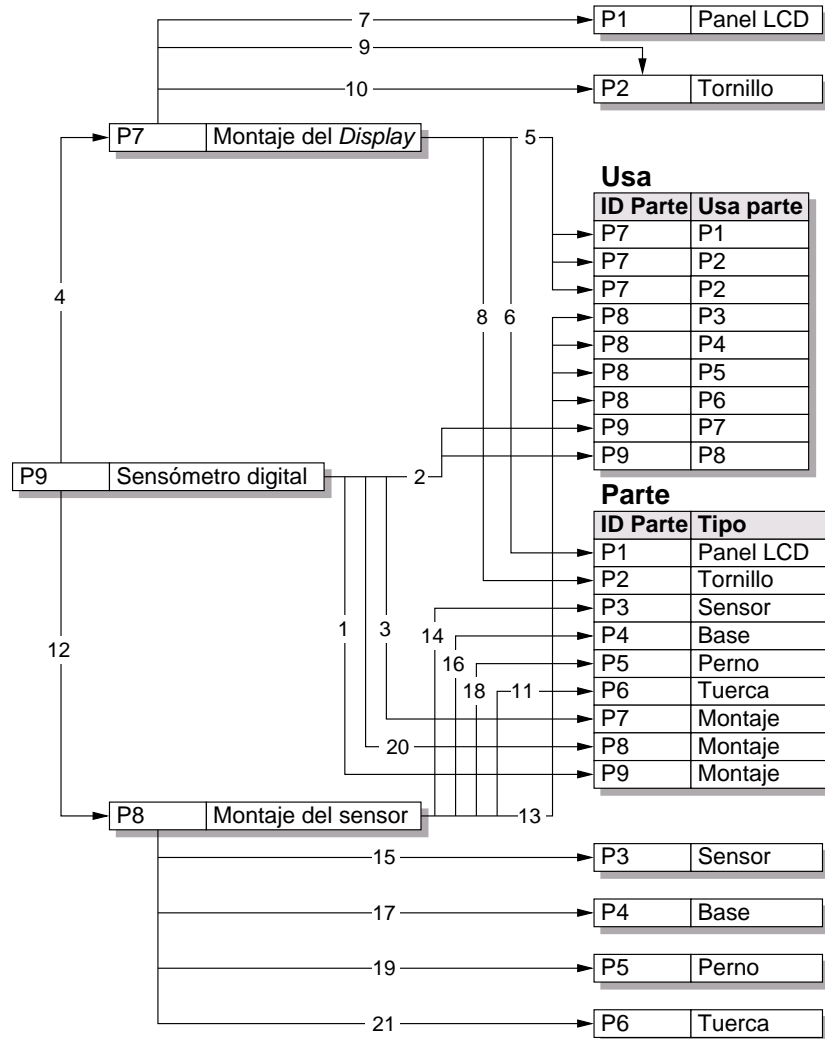 7 P1 Panel LCD
9
10 P2 Tornillo
P7 Montaje del Display 5
Usa
ID Parte Usa parte
P7 P1
P7 P2
4 P7 P2
8 6 P8 P3
P8 P4
P8 P5
P8 P6
P9 P7
P9 P8
P9 Sensómetro digital 2
Parte
ID Parte Tipo
P1 Panel LCD
P2 Tornillo
P3 Sensor
12 1 3 14 P4 Base
16 P5 Perno
18 11 P6 Tuerca
P7 Montaje
20 P8 Montaje
P9 Montaje
P8 Montaje del sensor 13
15 P3 Sensor
17 P4 Base
19 P5 Perno
21 P6 Tuerca